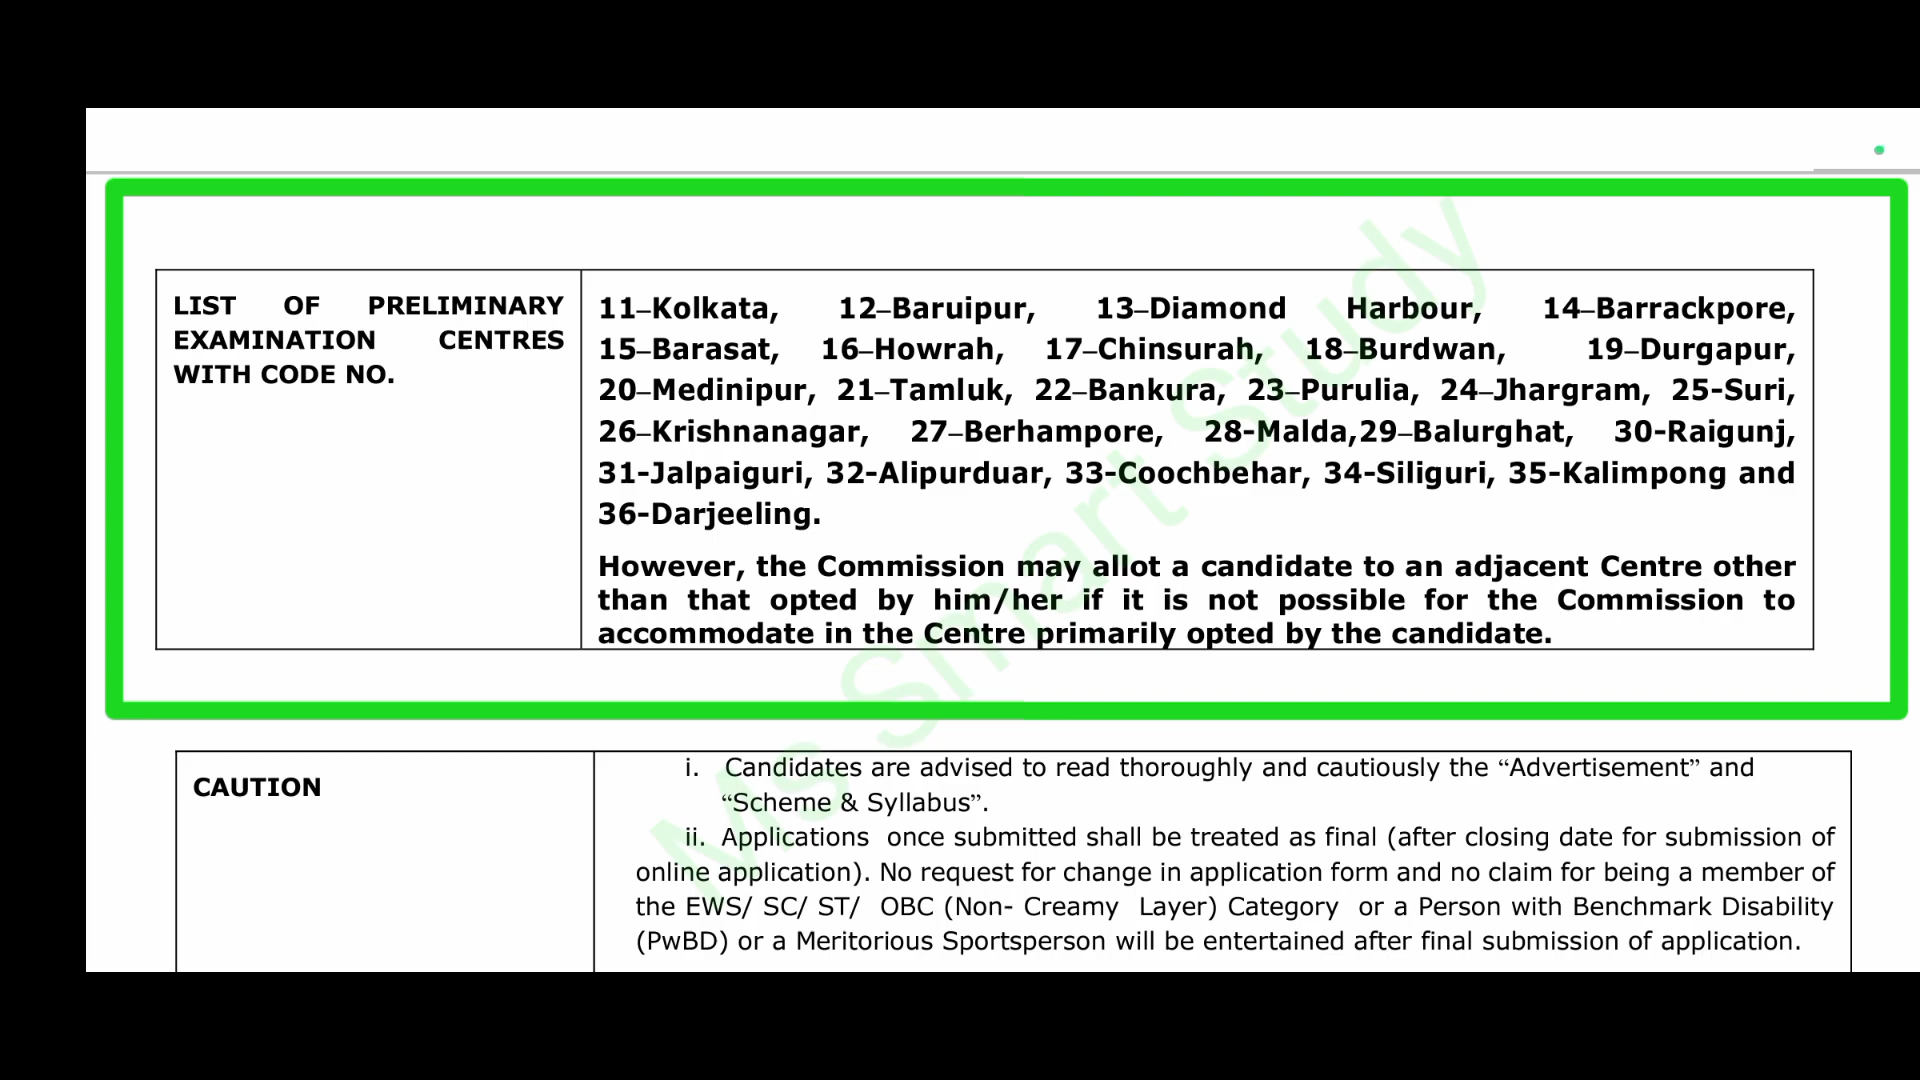 LIST OF PRELIMINARY
EXAMINATION CENTRES
WITH CODE NO.
11–Kolkata, 12–Baruipur, 13–Diamond Harbour, 14–Barrackpore,
15–Barasat, 16–Howrah, 17–Chinsurah, 18–Burdwan, 19–Durgapur,
20–Medinipur, 21–Tamluk, 22–Bankura, 23–Purulia, 24–Jhargram, 25-Suri,
26–Krishnanagar, 27–Berhampore, 28-Malda,29–Balurghat, 30-Raigunj,
31-Jalpaiguri, 32-Alipurduar, 33-Coochbehar, 34-Siliguri, 35-Kalimpong and
36-Darjeeling.
However, the Commission may allot a candidate to an adjacent Centre other
than that opted by him/her if it is not possible for the Commission to
accommodate in the Centre primarily opted by the candidate.
CAUTION
i. Candidates are advised to read thoroughly and cautiously the “Advertisement” and
“Scheme & Syllabus”.
ii. Applications once submitted shall be treated as final (after closing date for submission of
online application). No request for change in application form and no claim for being a member of
the EWS/ SC/ ST/ OBC (Non- Creamy Layer) Category or a Person with Benchmark Disability
(PwBD) or a Meritorious Sportsperson will be entertained after final submission of application.
Ms Smart Study